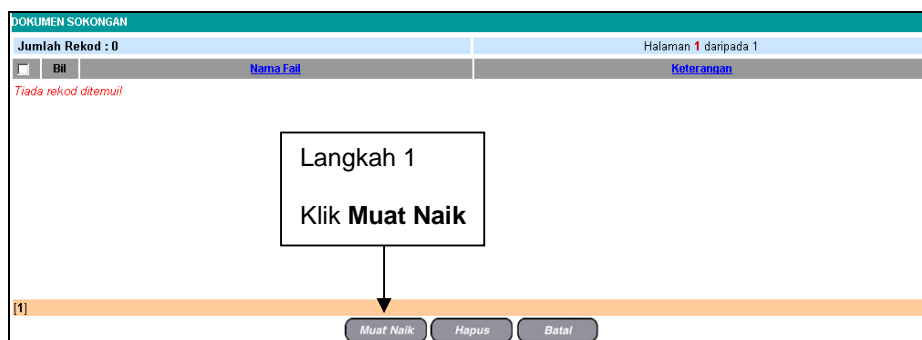 DOKUMEN SOKONGAN
Jumlah Rekod : 0 Halaman 1 daripada 1
Bil Nama Fail Keterangan
Tiada rekod ditemui!
Langkah 1
Klik Muat Naik
[1]
Muat Naik Hapus Batal